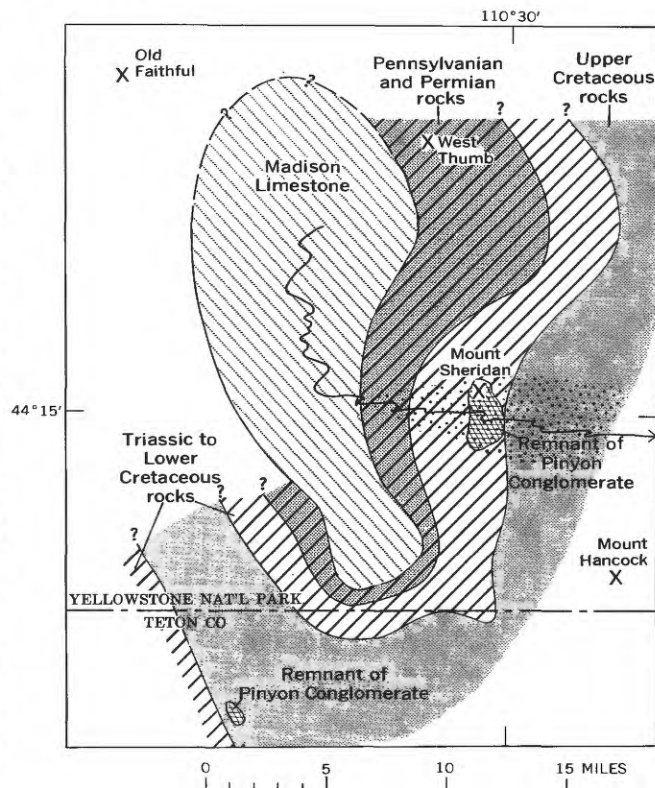 110°30'
Old
Faithful
X
?
?
Pennsylvanian
and Permian
rocks
?
Upper
Cretaceous
rocks
?
X West
Thumb
Madison
Limestone
Mount
Sheridan
X
44°15'
Triassic to
Lower
Cretaceous
rocks
Remnant of
Pinyon
Conglomerate
?
?
?
Mount
Hancock
X
YELLOWSTONE NAT'L PARK
TETON CO
Remnant of
Pinyon Conglomerate
0 5 10 15 MILES